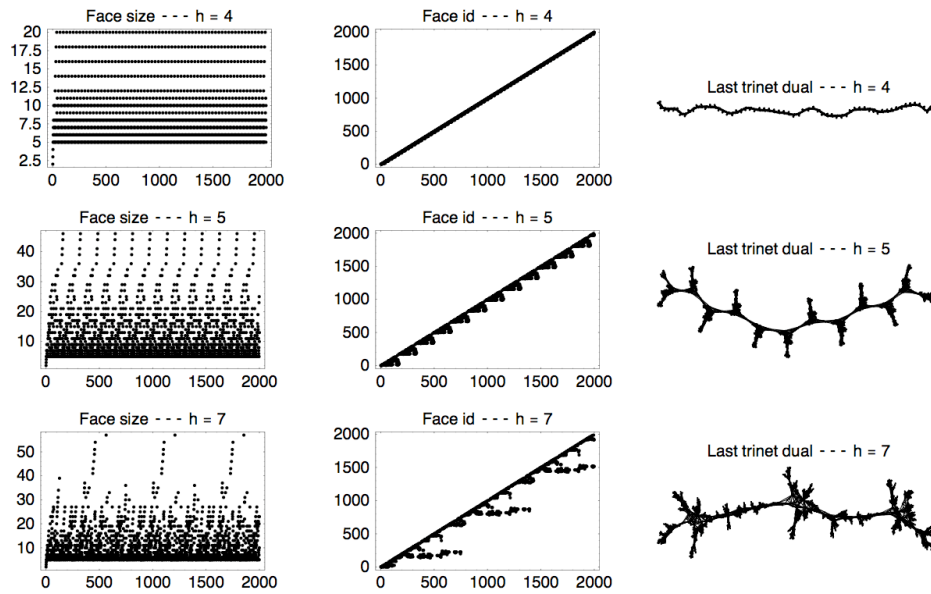 Face size - - - h = 4
20
17.5
15
12.5
10
7.5
5
2.5
0 500 1000 1500 2000
Face id - - - h = 4
2000
1500
1000
500
0
0 500 1000 1500 2000
Last trinet dual - - - h = 4
Face size - - - h = 5
40
30
20
10
0 500 1000 1500 2000
Face id - - - h = 5
2000
1500
1000
500
0
0 500 1000 1500 2000
Last trinet dual - - - h = 5
Face size - - - h = 7
50
40
30
20
10
0 500 1000 1500 2000
Face id - - - h = 7
2000
1500
1000
500
0
0 500 1000 1500 2000
Last trinet dual - - - h = 7